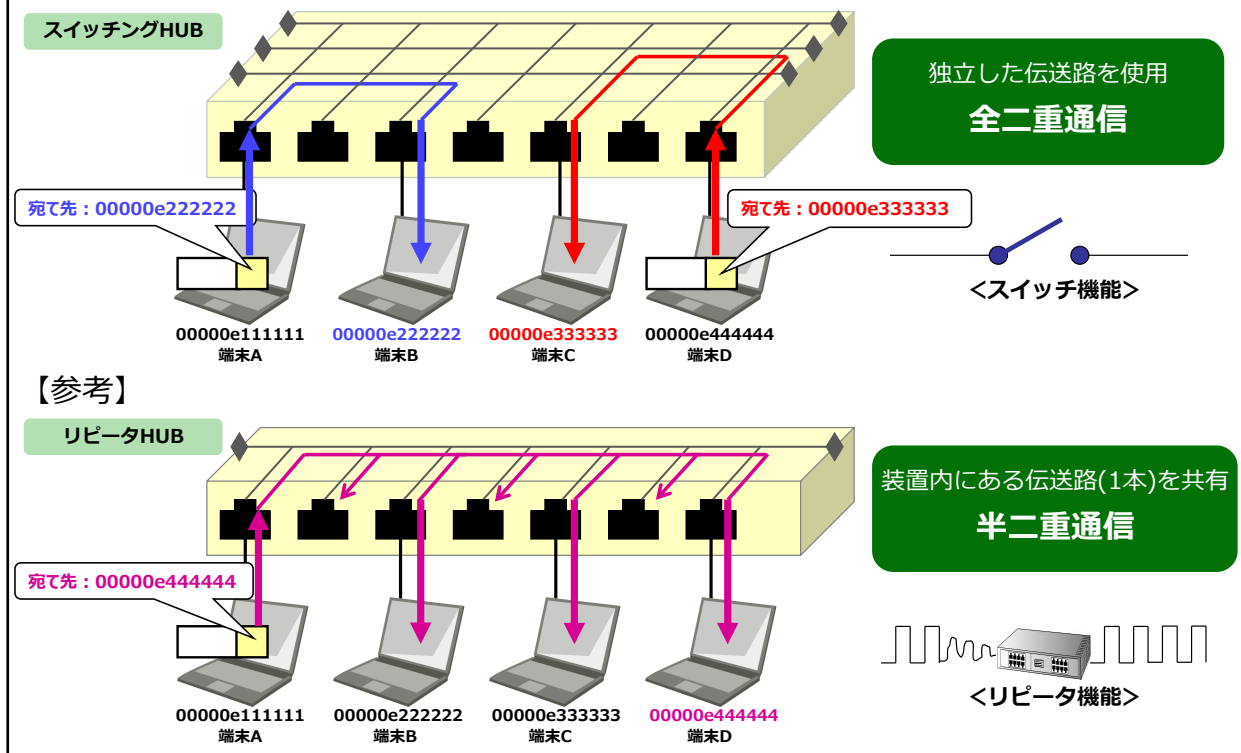 スイッチングHUB
独立した伝送路を使用
全二重通信
宛て先：00000e222222
宛て先：00000e333333
<スイッチ機能>
00000e111111
端末A
00000e222222
端末B
00000e333333
端末C
00000e444444
端末D
【参考】
リピータHUB
装置内にある伝送路(1本)を共有
半二重通信
宛て先：00000e444444
<リピータ機能>
00000e111111
端末A
00000e222222
端末B
00000e333333
端末C
00000e444444
端末D